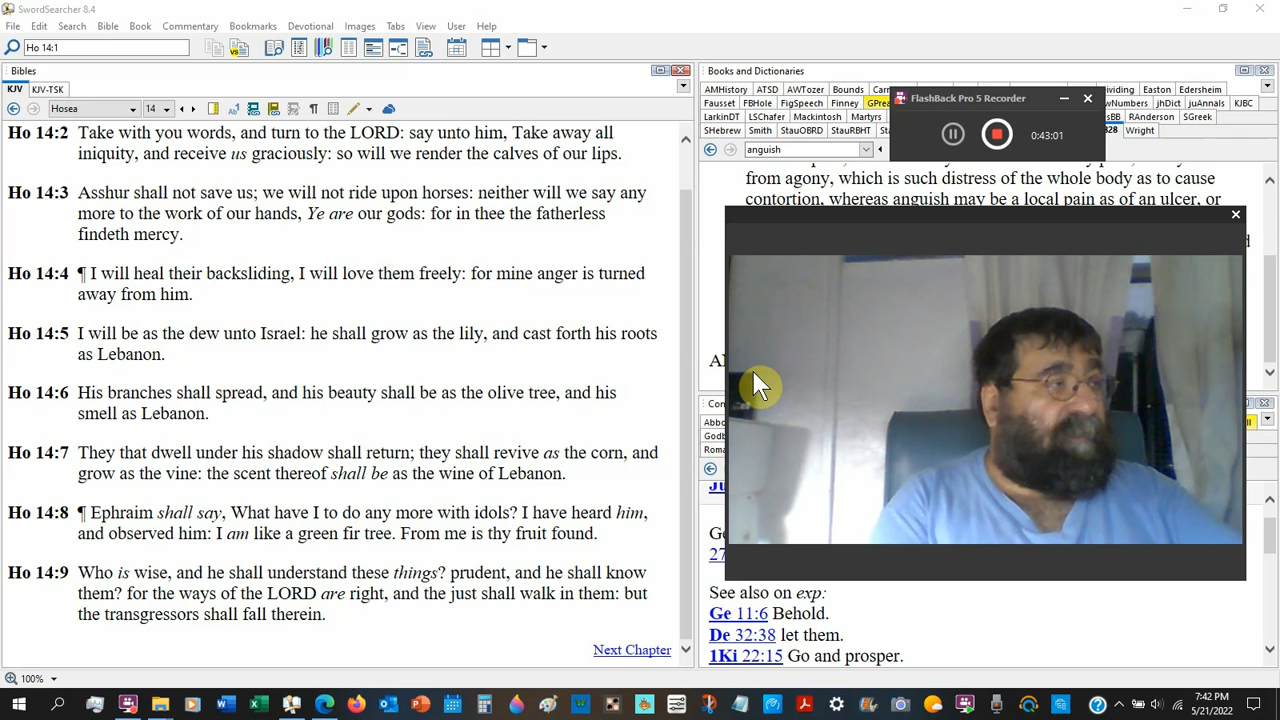 SwordSearcher 8.4
File Edit Search Bible Book Commentary Bookmarks Devotional Images Tabs View User Help
Ho 14:1
Bibles
KJV KJV-TSK
Hosea 14
Ho 14:2 Take with you words, and turn to the LORD: say unto him, Take away all
iniquity, and receive us graciously: so will we render the calves of our lips.
Ho 14:3 Asshur shall not save us; we will not ride upon horses: neither will we say any
more to the work of our hands, Ye are our gods: for in thee the fatherless
findeth mercy.
Ho 14:4 ¶ I will heal their backsliding, I will love them freely: for mine anger is turned
away from him.
Ho 14:5 I will be as the dew unto Israel: he shall grow as the lily, and cast forth his roots
as Lebanon.
Ho 14:6 His branches shall spread, and his beauty shall be as the olive tree, and his
smell as Lebanon.
Ho 14:7 They that dwell under his shadow shall return; they shall revive as the corn, and
grow as the vine: the scent thereof shall be as the wine of Lebanon.
Ho 14:8 ¶ Ephraim shall say, What have I to do any more with idols? I have heard him,
and observed him: I am like a green fir tree. From me is thy fruit found.
Ho 14:9 Who is wise, and he shall understand these things? prudent, and he shall know
them? for the ways of the LORD are right, and the just shall walk in them: but
the transgressors shall fall therein.
Next Chapter
100%
Books and Dictionaries
AMHistory ATSD AWTozer Bounds Carr viding Easton Edersheim
Fausset FBHole FigSpeech Finney GPre wNumbers jhDict juAnnals KJBC
LarkinDT LSChafer Mackintosh Martyrs sBB RAnderson SGreek
SHebrew Smith StauOBRD StauRBHT 828 Wright
anguish
FlashBack Pro 5 Recorder
0:43:01
from agony, which is such distress of the whole body as to cause
contortion, whereas anguish may be a local pain as of an ulcer, or
Con
Abbo
Godb
Roma
Ju
Ge
27
See also on exp:
Ge 11:6 Behold.
De 32:38 let them.
1Ki 22:15 Go and prosper.
7:42 PM
5/21/2022